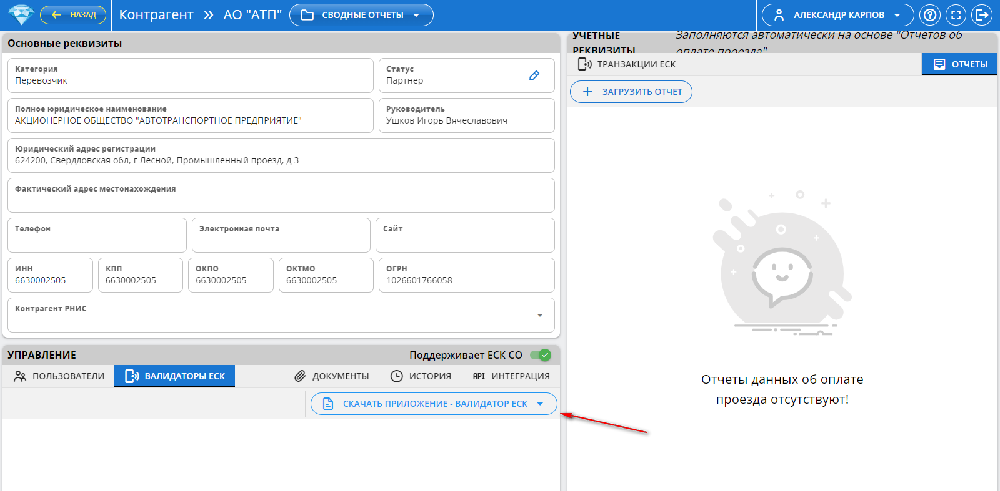 НАЗАД
Контрагент » АО "АТП"
СВОДНЫЕ ОТЧЕТЫ
АЛЕКСАНДР КАРПОВ
Основные реквизиты
Категория
Перевозчик
Статус
Партнер
Полное юридическое наименование
АКЦИОНЕРНОЕ ОБЩЕСТВО "АВТОТРАНСПОРТНОЕ ПРЕДПРИЯТИЕ"
Руководитель
Ушков Игорь Вячеславович
Юридический адрес регистрации
624200, Свердловская обл, г Лесной, Промышленный проезд, д 3
Фактический адрес местонахождения
Телефон
Электронная почта
Сайт
ИНН
6630002505
КПП
6630002505
ОКПО
6630002505
ОКТМО
6630002505
ОГРН
1026601766058
Контрагент РНИС
УПРАВЛЕНИЕ
Поддерживает ЕСК СО
ПОЛЬЗОВАТЕЛИ
ВАЛИДАТОРЫ ЕСК
ДОКУМЕНТЫ
ИСТОРИЯ
API ИНТЕГРАЦИЯ
СКАЧАТЬ ПРИЛОЖЕНИЕ - ВАЛИДАТОР ЕСК
УЧЕТНЫЕ
РЕКВИЗИТЫ
Заполняются автоматически на основе "Отчетов об
оплате проезда"
ТРАНЗАКЦИИ ЕСК
ОТЧЕТЫ
ЗАГРУЗИТЬ ОТЧЕТ
Отчеты данных об оплате
проезда отсутствуют!